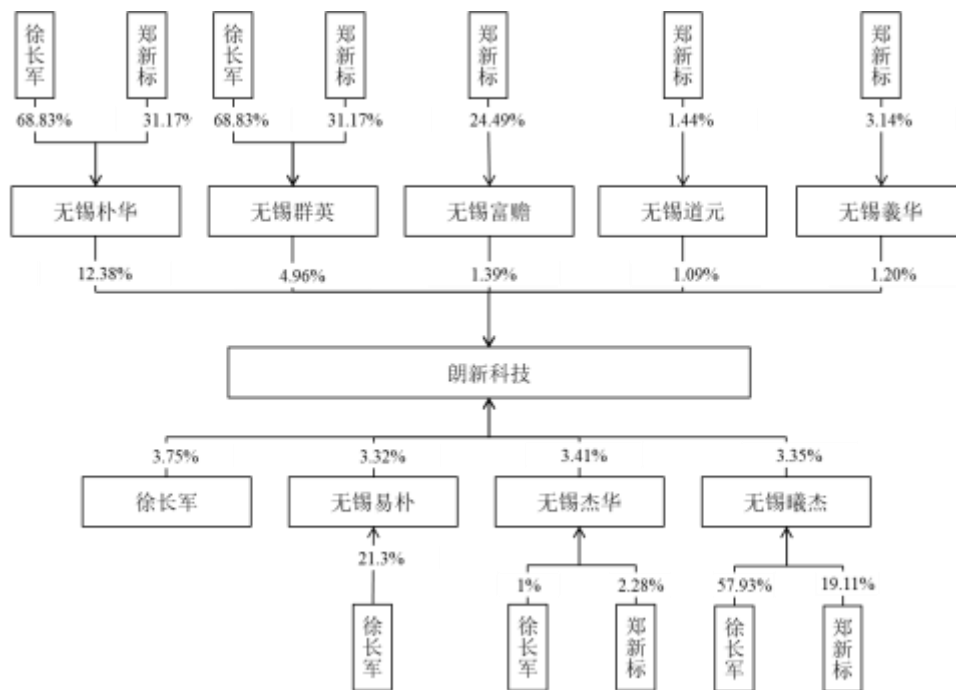 徐长军
郑新标
徐长军
郑新标
郑新标
郑新标
郑新标
68.83%
31.17%
68.83%
31.17%
24.49%
1.44%
3.14%
无锡朴华
无锡群英
无锡富赡
无锡道元
无锡羲华
12.38%
4.96%
1.39%
1.09%
1.20%
朗新科技
3.75%
3.32%
3.41%
3.35%
徐长军
无锡易朴
无锡杰华
无锡曦杰
21.3%
1%
2.28%
57.93%
19.11%
徐长军
徐长军
郑新标
徐长军
郑新标